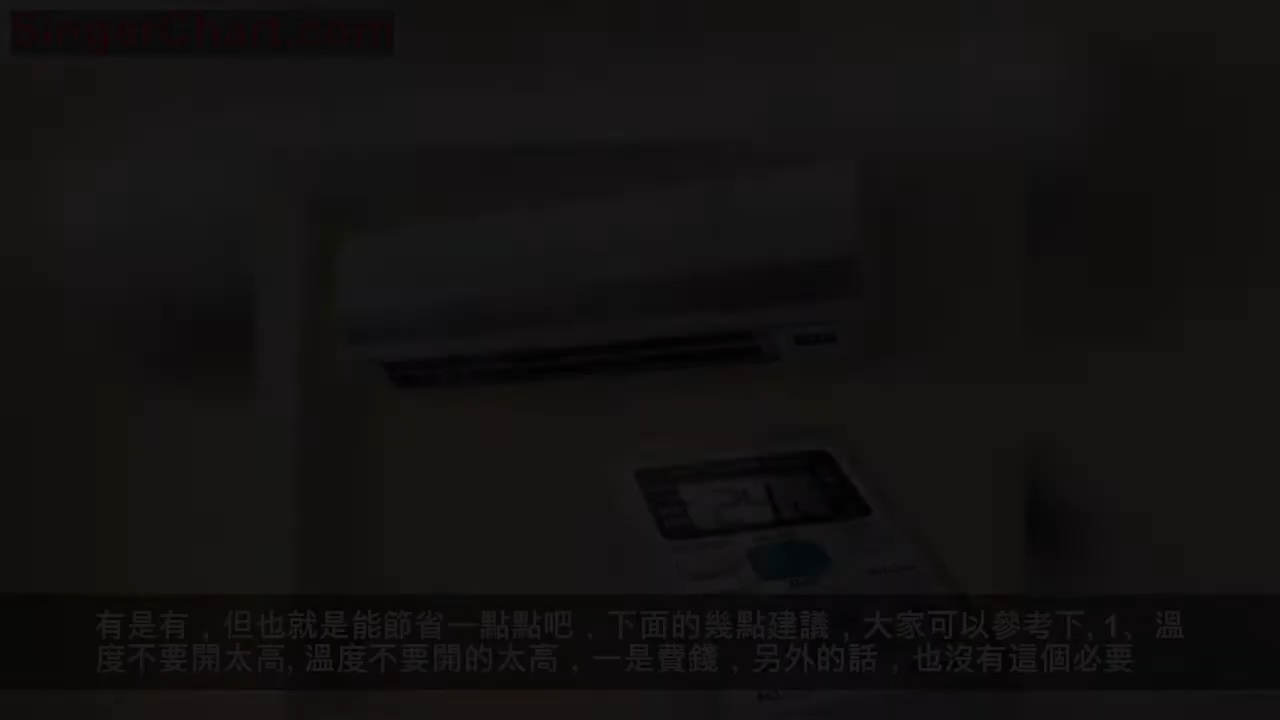 SingerChart.com
有是有，但也就是能節省一點點吧，下面的幾點建議，大家可以參考下, 1、溫
度不要開太高, 溫度不要開的太高，一是費錢，另外的話，也沒有這個必要